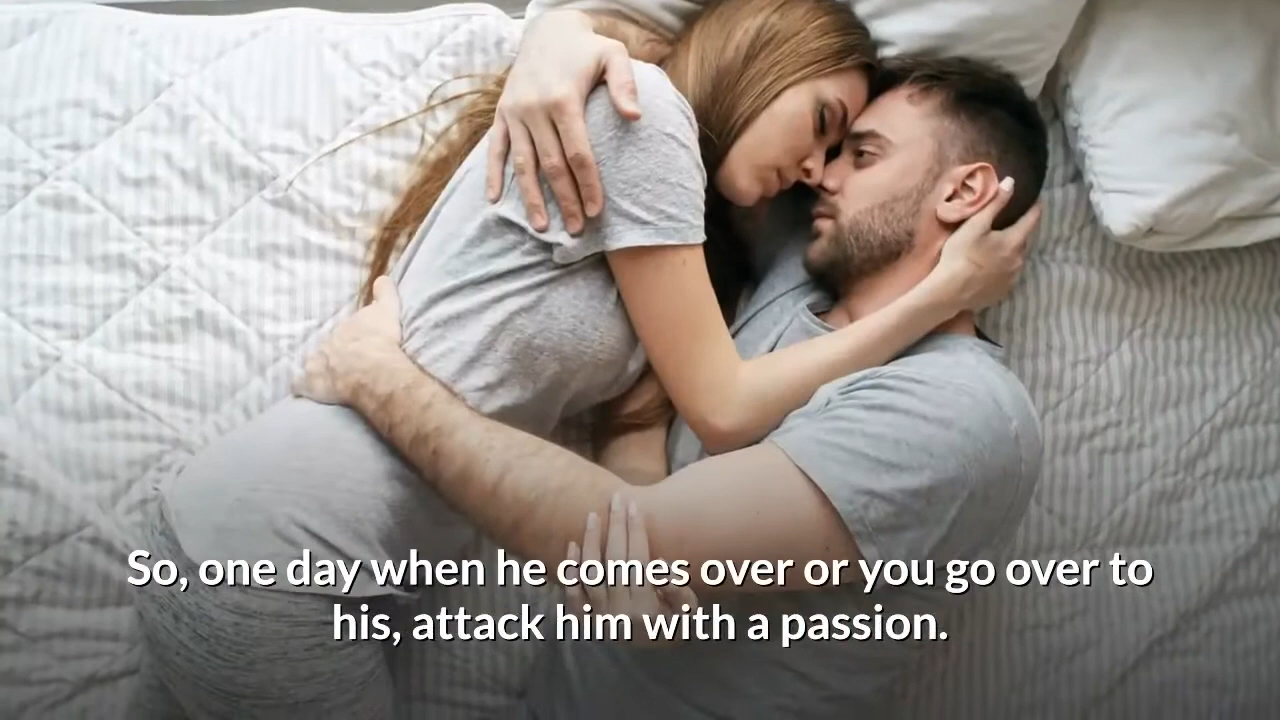 So, one day when he comes over or you go over to
his, attack him with a passion.